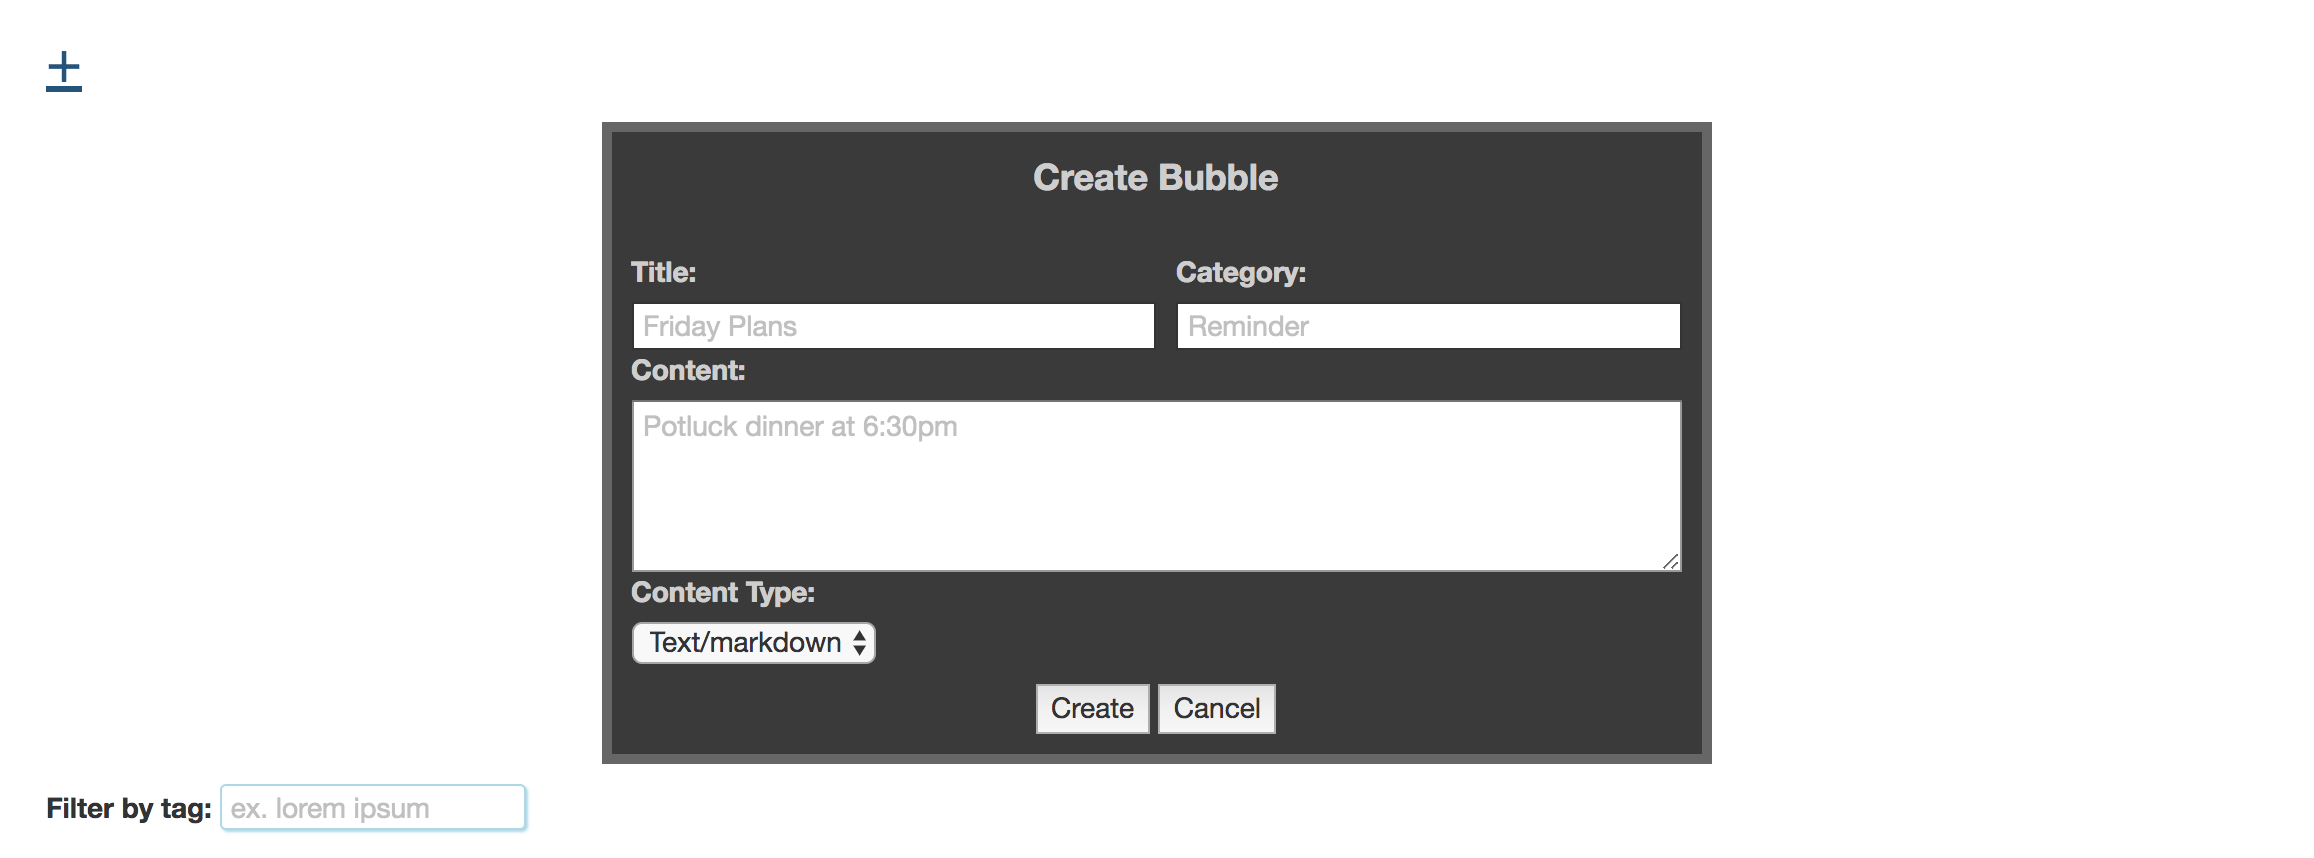 +
Create Bubble
Title: Category:
Friday Plans Reminder
Content:
Potluck dinner at 6:30pm
Content Type:
Text/markdown
Create Cancel
Filter by tag: ex. lorem ipsum